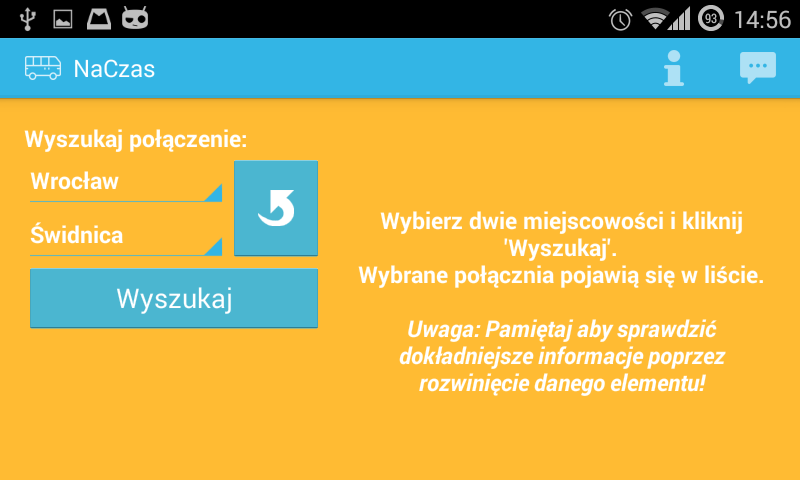 93 14:56
NaCzas
Wyszukaj połączenie:
Wrocław
Świdnica
Wyszukaj
Wybierz dwie miejscowości i kliknij
'Wyszukaj'.
Wybrane połącznia pojawią się w liście.
Uwaga: Pamiętaj aby sprawdzić
dokładniejsze informacje poprzez
rozwinięcie danego elementu!